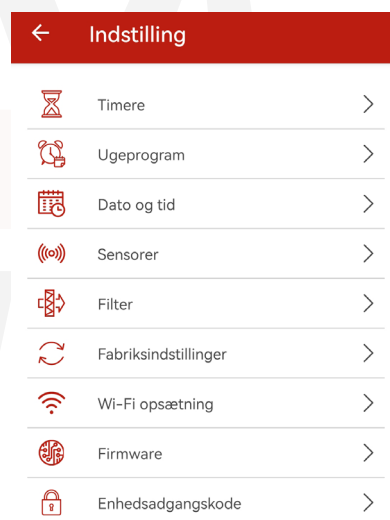 Indstilling
Timere
Ugeprogram
Dato og tid
Sensorer
Filter
Fabriksindstillinger
Wi-Fi opsætning
Firmware
Enhedsadgangskode